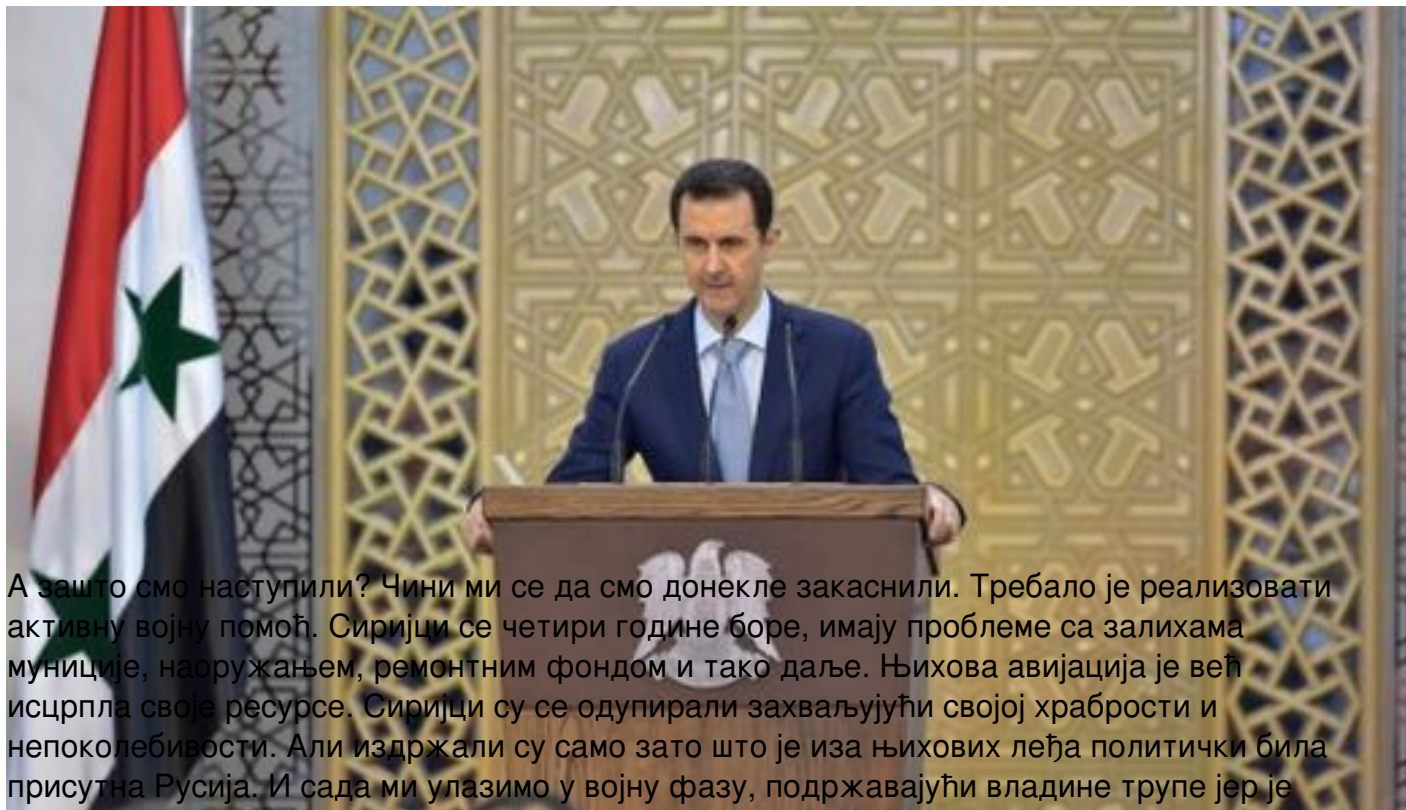 А зашто смо наступили? Чини ми се да смо донекле закаснили. Требало је реализовати
активну војну помоћ. Сиријци се четири године боре, имају проблеме са залихама
муниције, наоружањем, ремонтним фондом и тако даље. Њихова авијација је већ
исцрпла своје ресурсе. Сиријци су се одупирали захваљујући својој храбрости и
непоколебивости. Али издржали су само зато што је иза њихових леђа политички била
присутна Русија. И сада ми улазимо у војну фазу, подржавајући владине трупе јер је